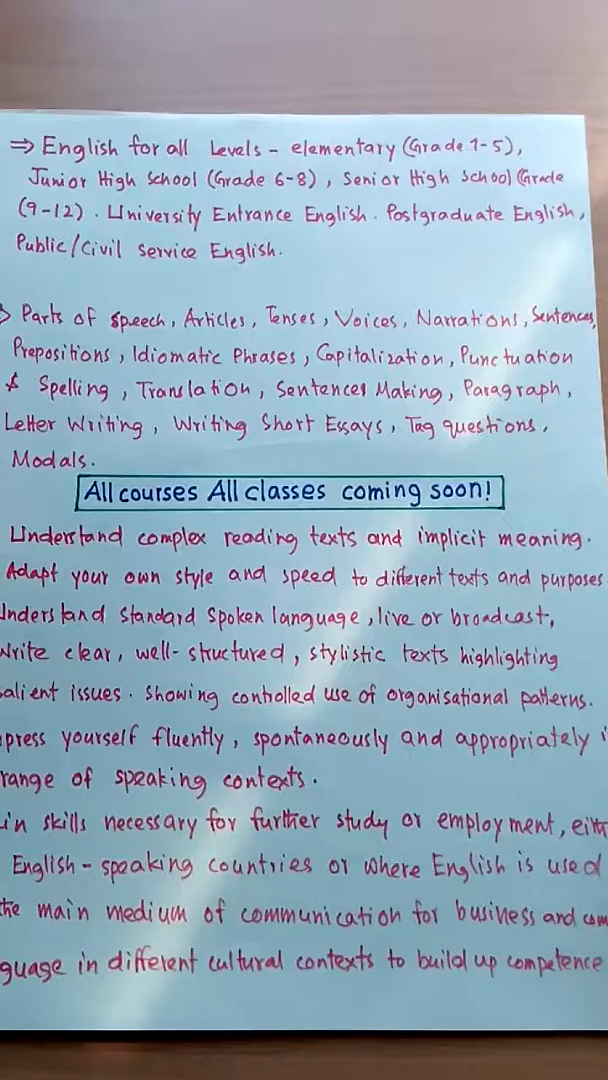 ⇒ English for all Levels - elementary (Grade 1-5),
Junior High School (Grade 6-8), Senior High School (Grade
(9-12). University Entrance English. Postgraduate English,
Public/Civil Service English.
Parts of speech, Articles, Tenses, Voices, Narrations, Sentences,
Prepositions, Idiomatic Phrases, Capitalization, Punctuation
& Spelling, Translation, Sentences Making, Paragraph,
Letter Writing, Writing Short Essays, Tag questions,
Modals.
All courses All classes coming soon!
Understand complex reading texts and implicit meaning.
Adapt your own style and speed to different texts and purposes
Understand standard spoken language, live or broadcast,
write clear, well-structured, stylistic texts highlighting
salient issues. showing controlled use of organisational patterns.
press yourself fluently, spontaneously and appropriately
range of speaking contexts.
in skills necessary for further study or employment,
English-speaking countries or where English is used
the main medium of communication for business and com
guage in different cultural contexts to build up competence